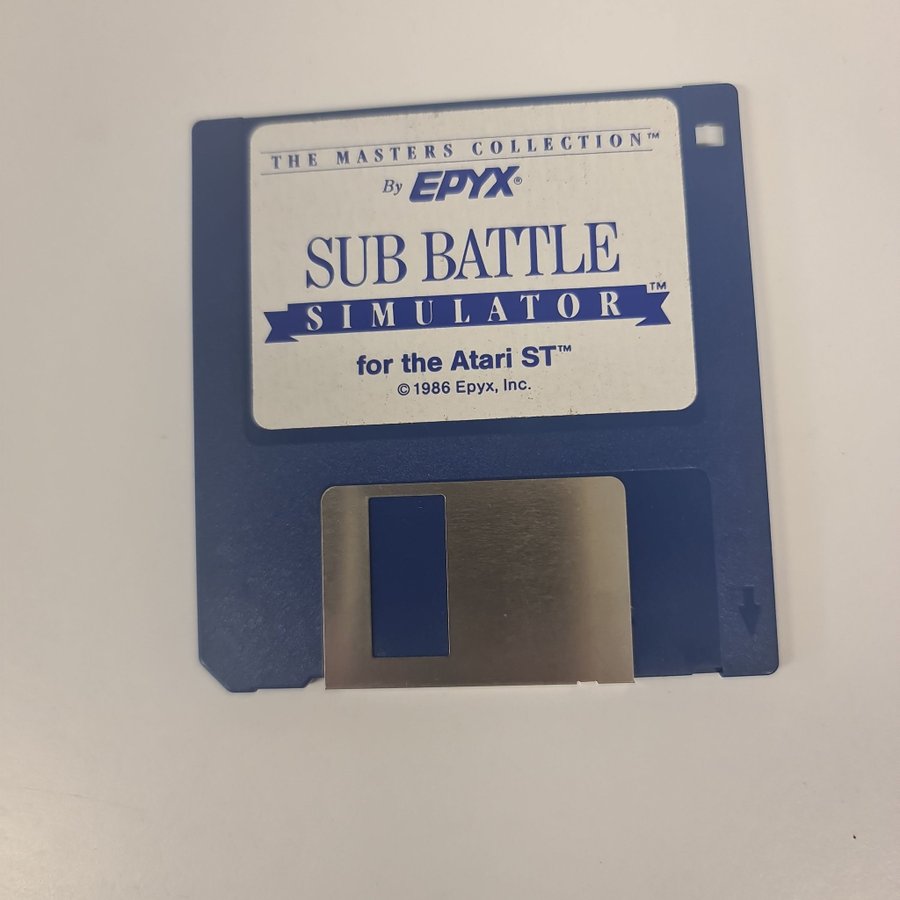 THE MASTERS COLLECTION™
By EPYX®
SUB BATTLE
SIMULATOR™
for the Atari ST™
© 1986 Epyx, Inc.